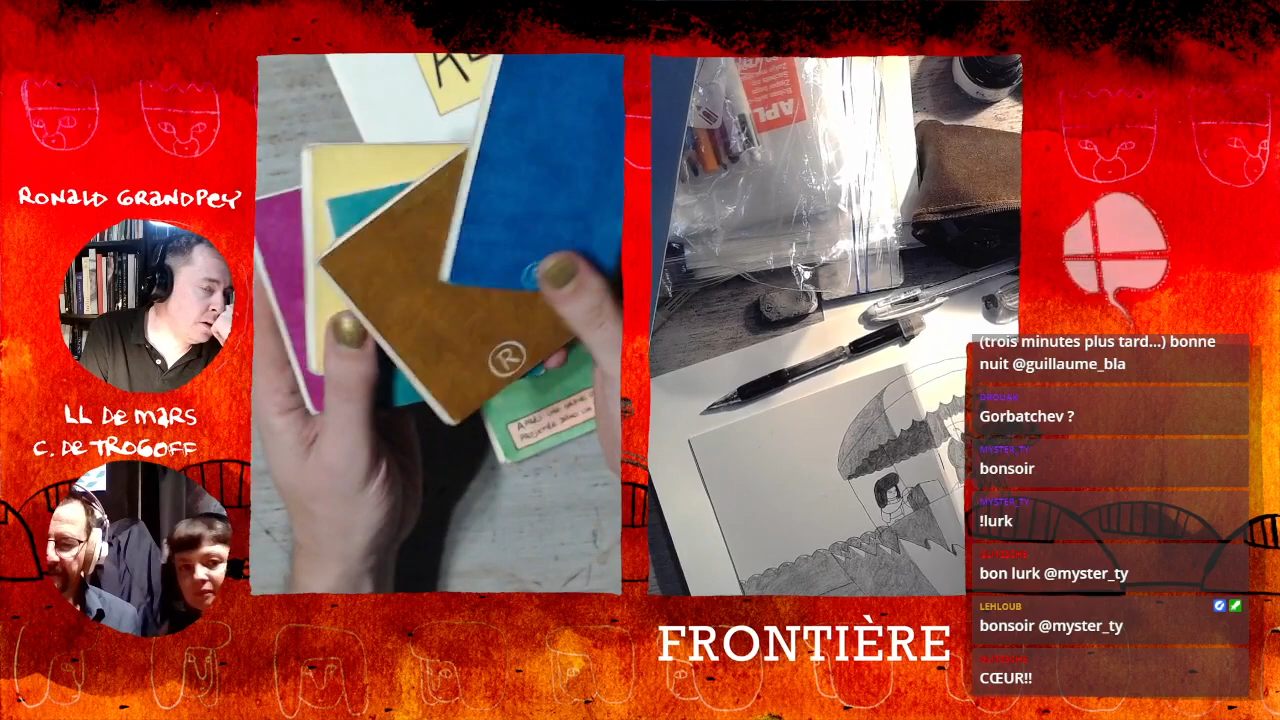 RONALD GRANDPEY
LL DE MARS
C. DE TROGOFF
®
APL
FRONTIÈRE
(trois minutes plus tard...) bonne
nuit @guillaume_bla
DROUAK
Gorbatchev ?
MYSTER_TY
bonsoir
MYSTER_TY
!lurk
bon lurk @myster_ty
LEHLOUB
bonsoir @myster_ty
CŒUR!!